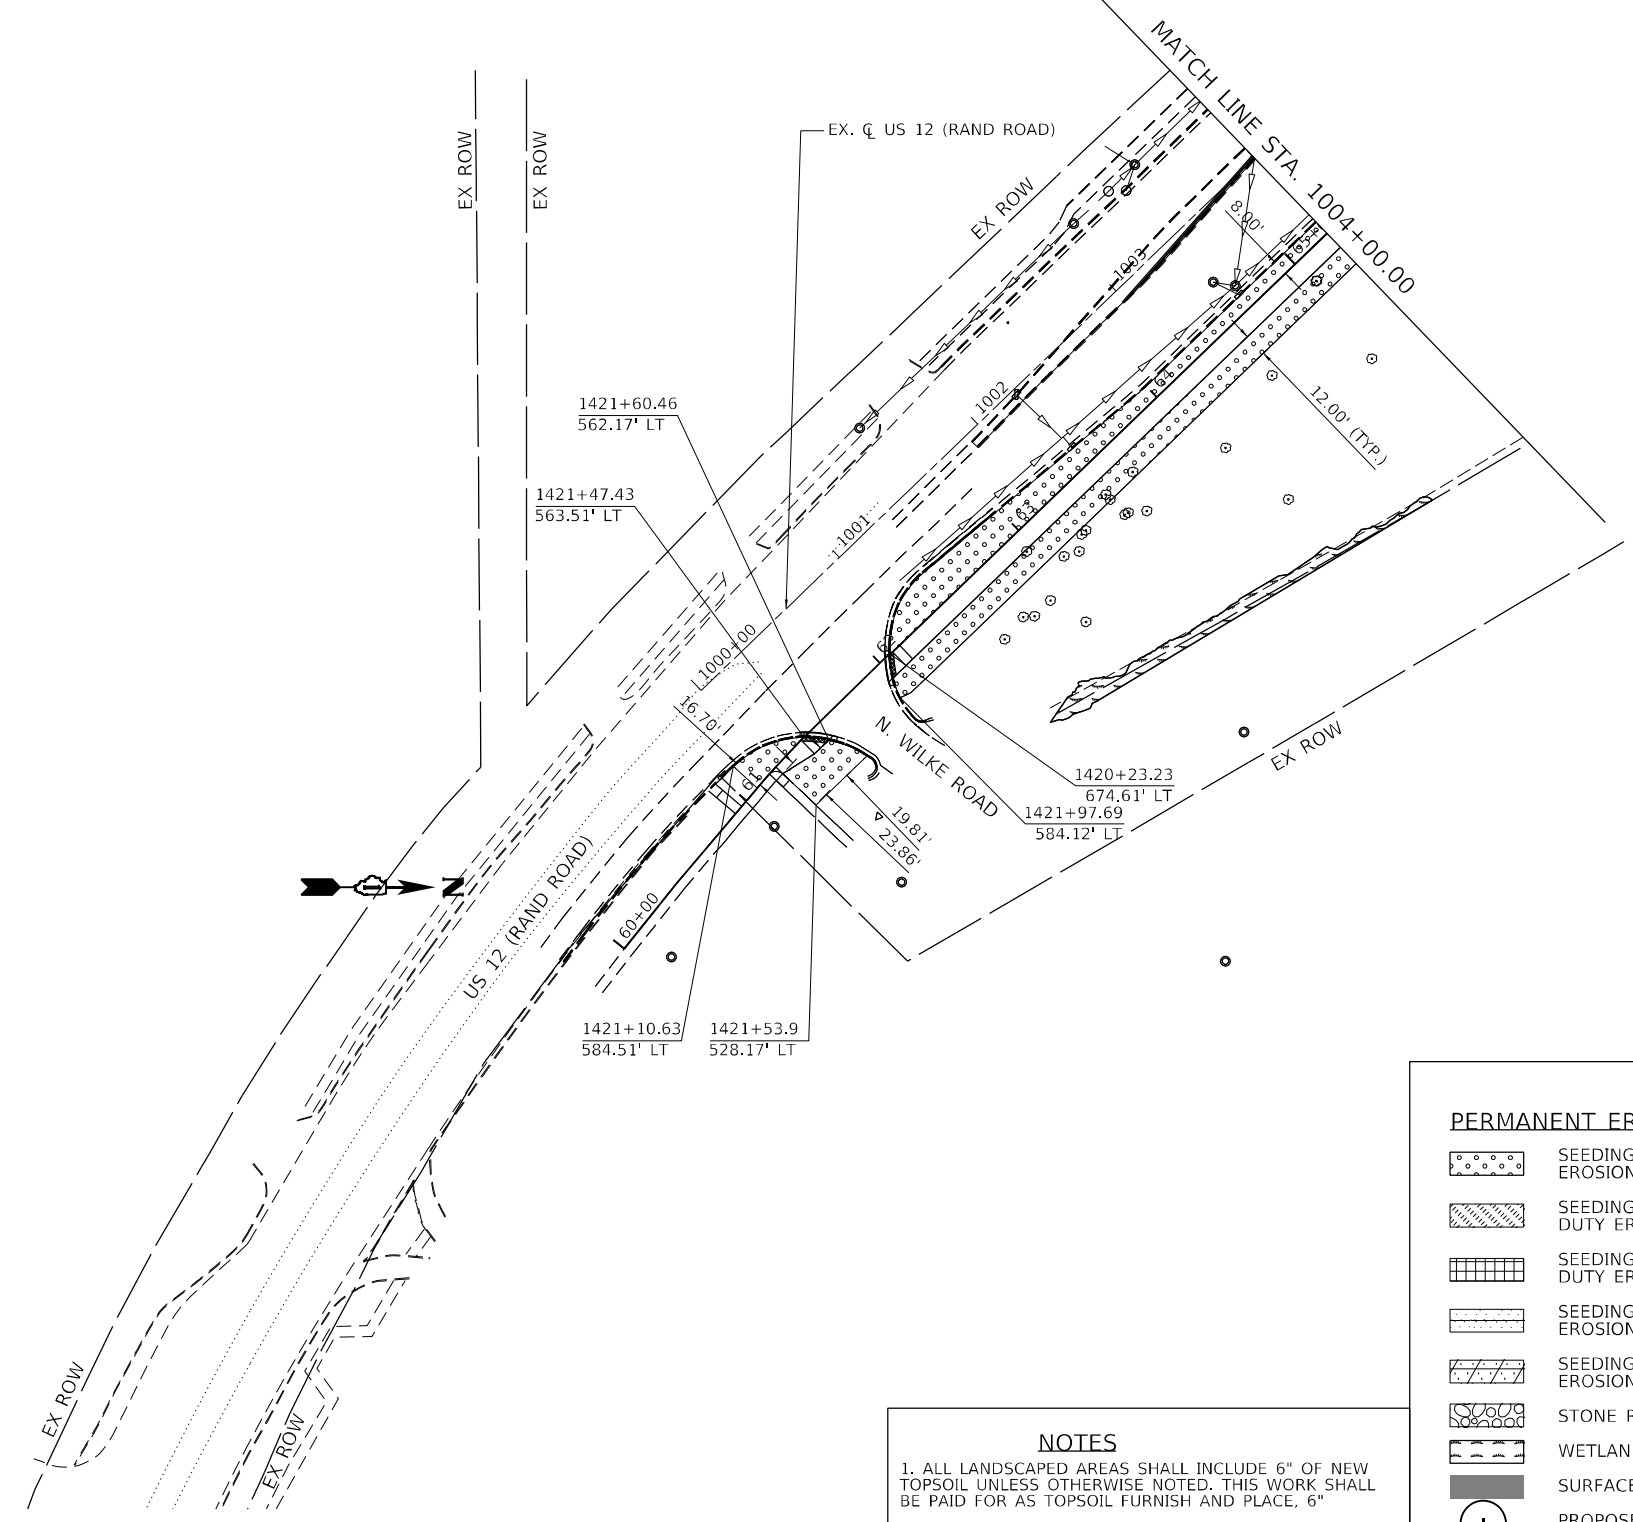 MATCH LINE STA. 1004+00.00
EX. ℄ US 12 (RAND ROAD)
EX ROW
EX ROW
EX ROW
8.00'
65+
1003
64
1002
12.00' (TYP.)
1421+60.46
562.17' LT
1421+47.43
563.51' LT
63
1001
1000+00
16.70'
N. WILKE ROAD
EX ROW
1420+23.23
674.61' LT
1421+97.69
584.12' LT
61
19.81'
23.86'
N
US 12 (RAND ROAD)
60+00
1421+10.63
584.51' LT
1421+53.9
528.17' LT
EX ROW
EX ROW
PERMANENT ER
SEEDING
EROSION
SEEDING
DUTY ER
SEEDING
DUTY ER
SEEDING
EROSION
SEEDING
EROSION
STONE R
WETLAN
SURFACE
PROPOSE
NOTES
1. ALL LANDSCAPED AREAS SHALL INCLUDE 6" OF NEW
TOPSOIL UNLESS OTHERWISE NOTED. THIS WORK SHALL
BE PAID FOR AS TOPSOIL FURNISH AND PLACE, 6"